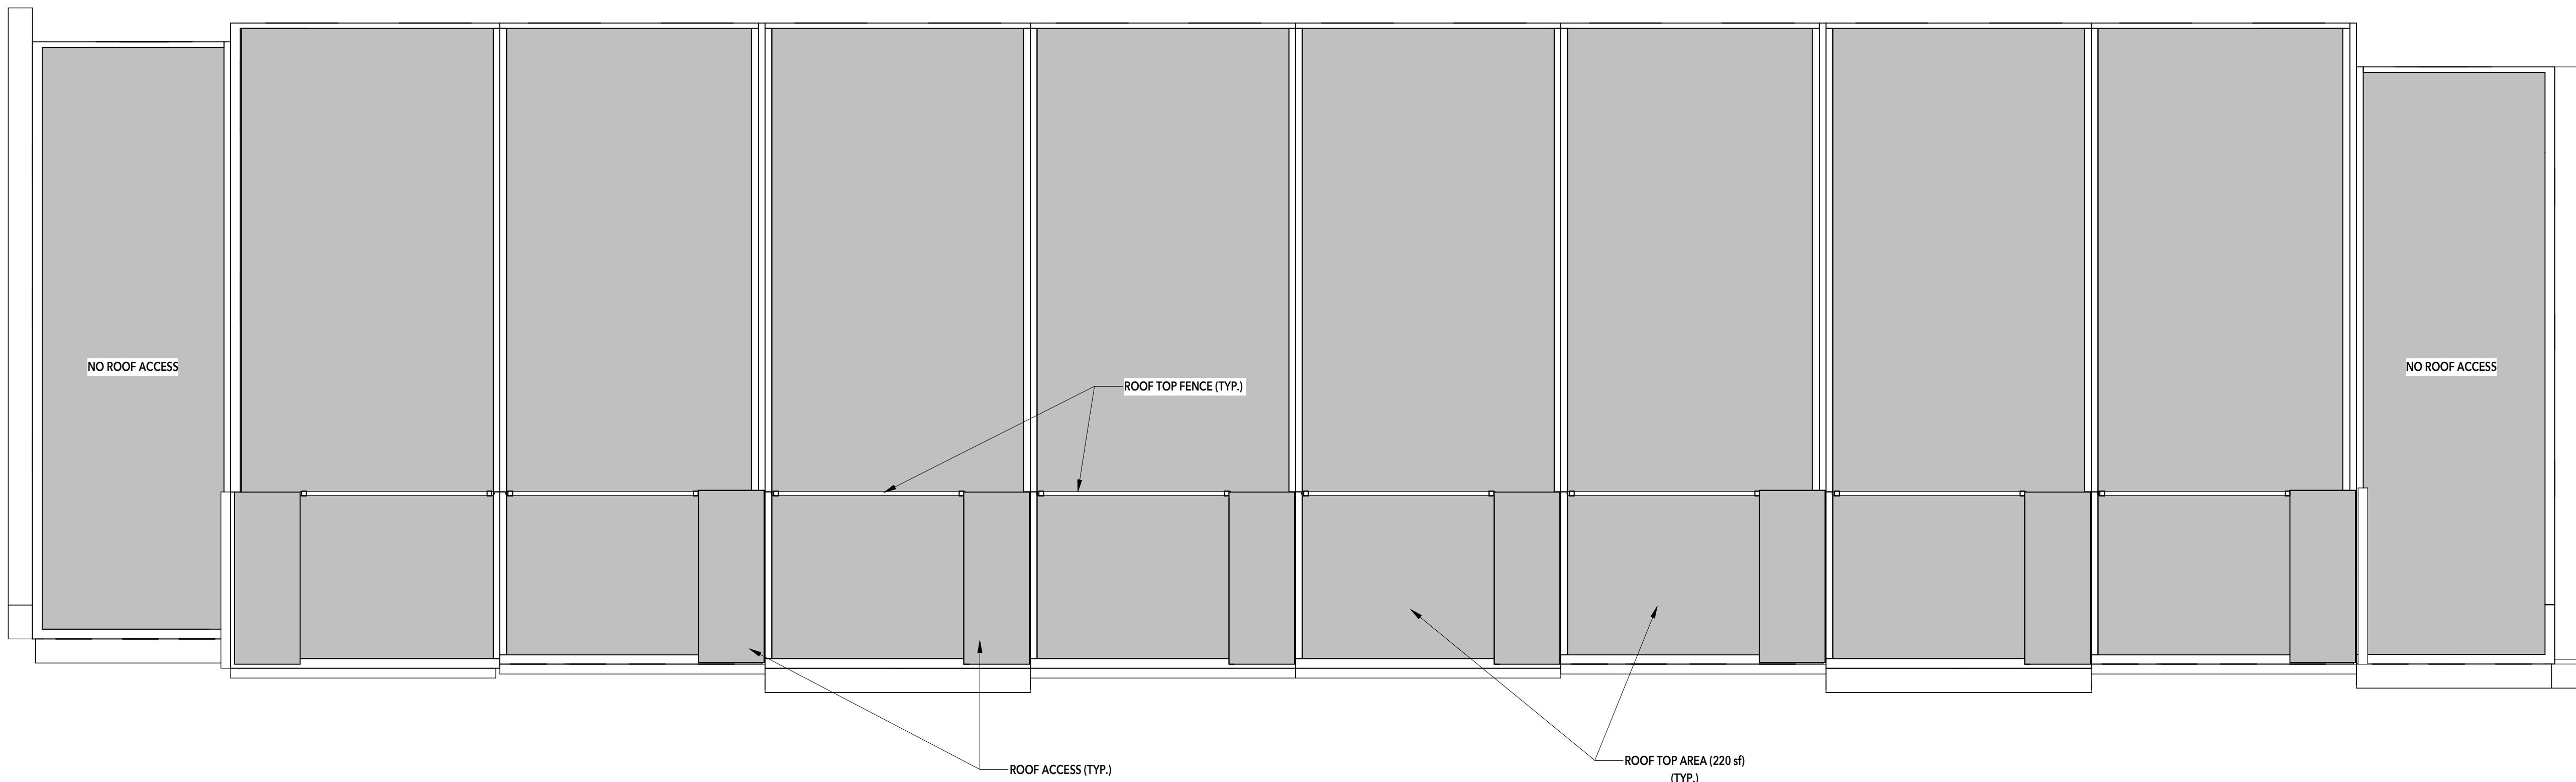 NO ROOF ACCESS
NO ROOF ACCESS
ROOF TOP FENCE (TYP.)
ROOF TOP AREA (220 sf)
(TYP.)
ROOF ACCESS (TYP.)